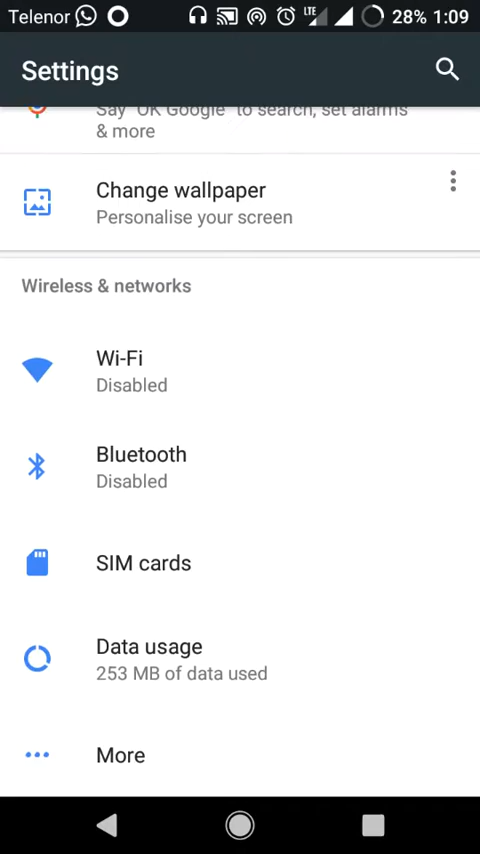 Telenor LTE 28% 1:09
Settings
Say "OK Google" to search, set alarms
& more
Change wallpaper
Personalise your screen
Wireless & networks
Wi-Fi
Disabled
Bluetooth
Disabled
SIM cards
Data usage
253 MB of data used
More